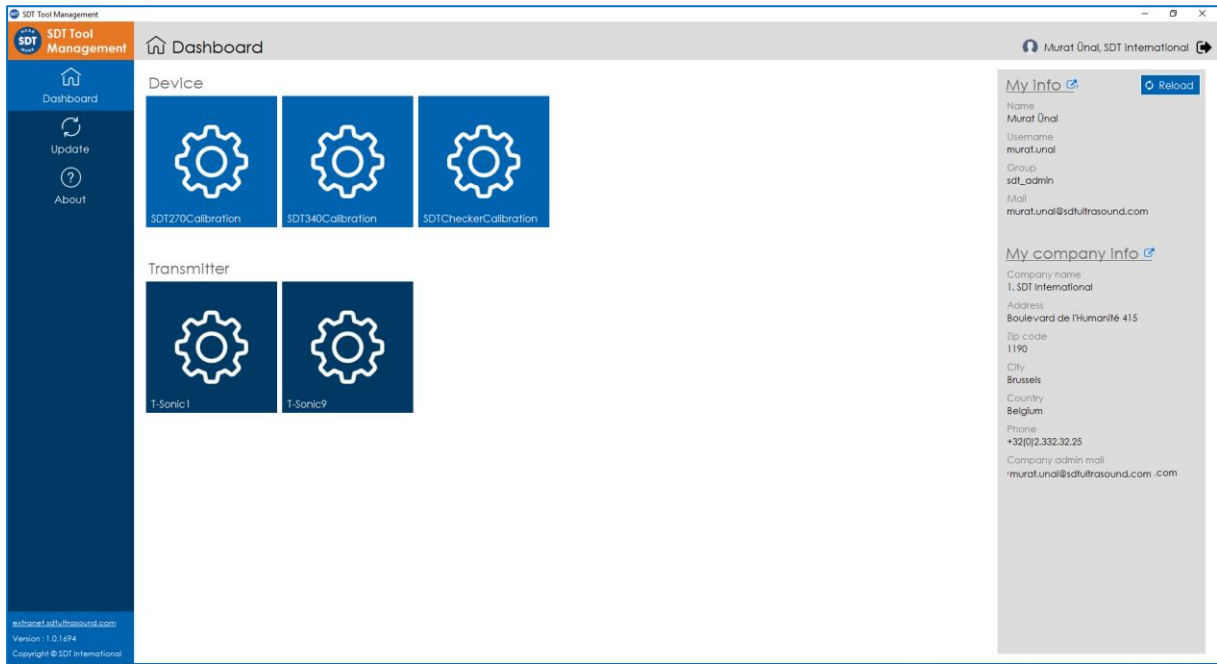 SDT Tool Management
SDT
SDT Tool
Management
Dashboard
Murat Ünal, SDT International
Dashboard
Update
?
About
Device
SDT270Calibration
SDT340Calibration
SDTCheckerCalibration
Transmitter
T-Sonic1
T-Sonic9
My info
Reload
Name
Murat Ünal
Username
murat.unal
Group
sdt_admin
Mail
murat.unal@sdtultrasound.com
My company info
Company name
1. SDT International
Address
Boulevard de l'Humanité 415
Zip code
1190
City
Brussels
Country
Belgium
Phone
+32(0)2.332.32.25
Company admin mail
murat.unal@sdtultrasound.com .com
extranet.sdtultrasound.com
Version : 1.0.1694
Copyright © SDT International